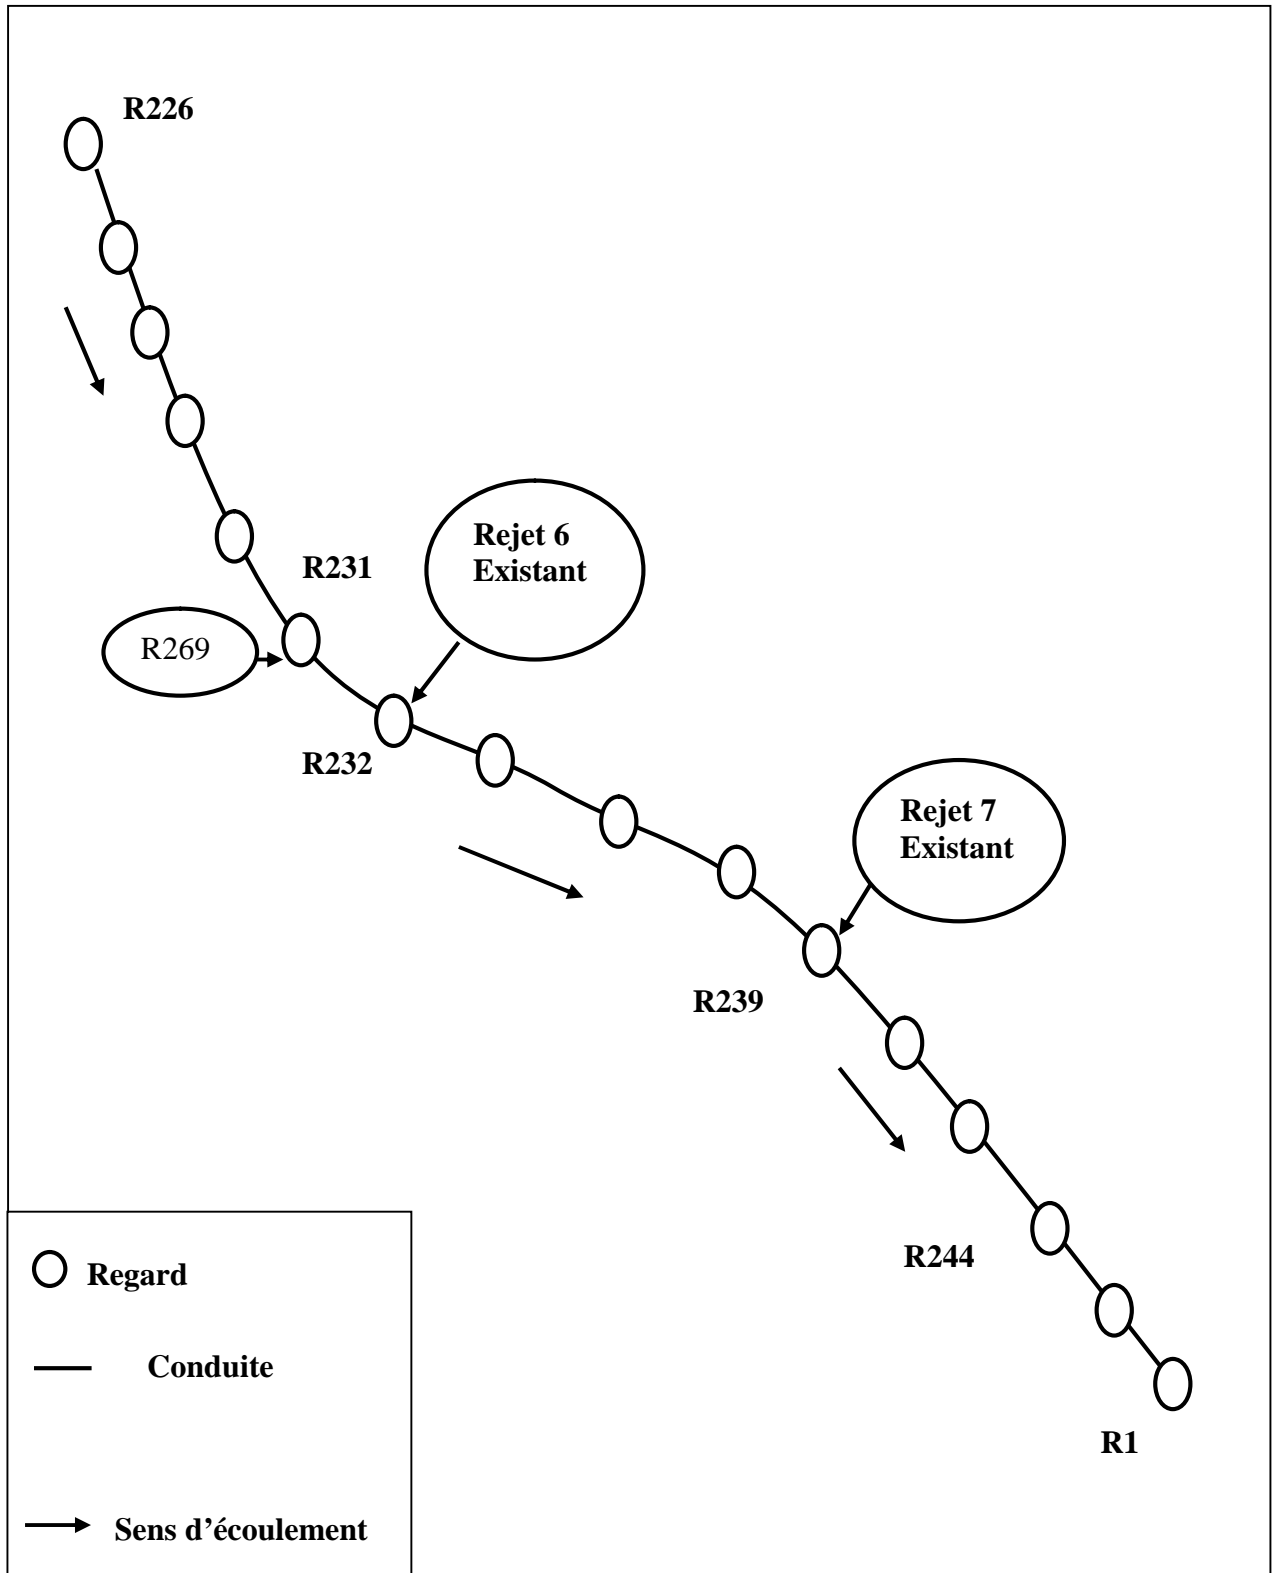 R226
Rejet 6
Existant
R231
R269
R232
Rejet 7
Existant
R239
R244
Regard
Conduite
R1
Sens d’écoulement